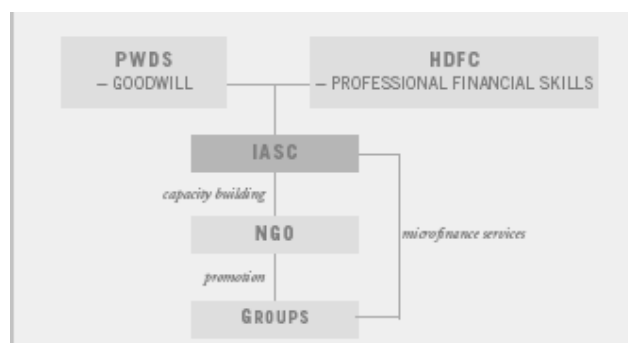 PWDS
– GOODWILL
HDFC
– PROFESSIONAL FINANCIAL SKILLS
IASC
capacity building
NGO
microfinance services
promotion
GROUPS